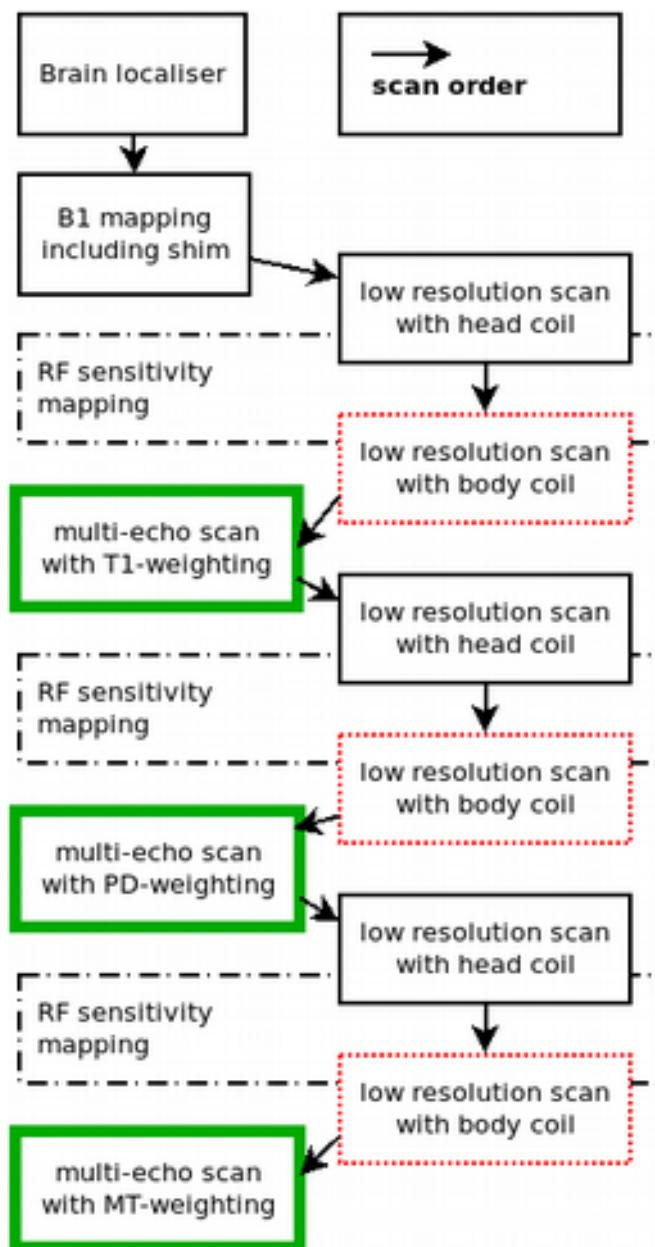 Brain localiser
scan order
B1 mapping
including shim
low resolution scan
with head coil
RF sensitivity
mapping
low resolution scan
with body coil
multi-echo scan
with T1-weighting
low resolution scan
with head coil
RF sensitivity
mapping
low resolution scan
with body coil
multi-echo scan
with PD-weighting
low resolution scan
with head coil
RF sensitivity
mapping
low resolution scan
with body coil
multi-echo scan
with MT-weighting